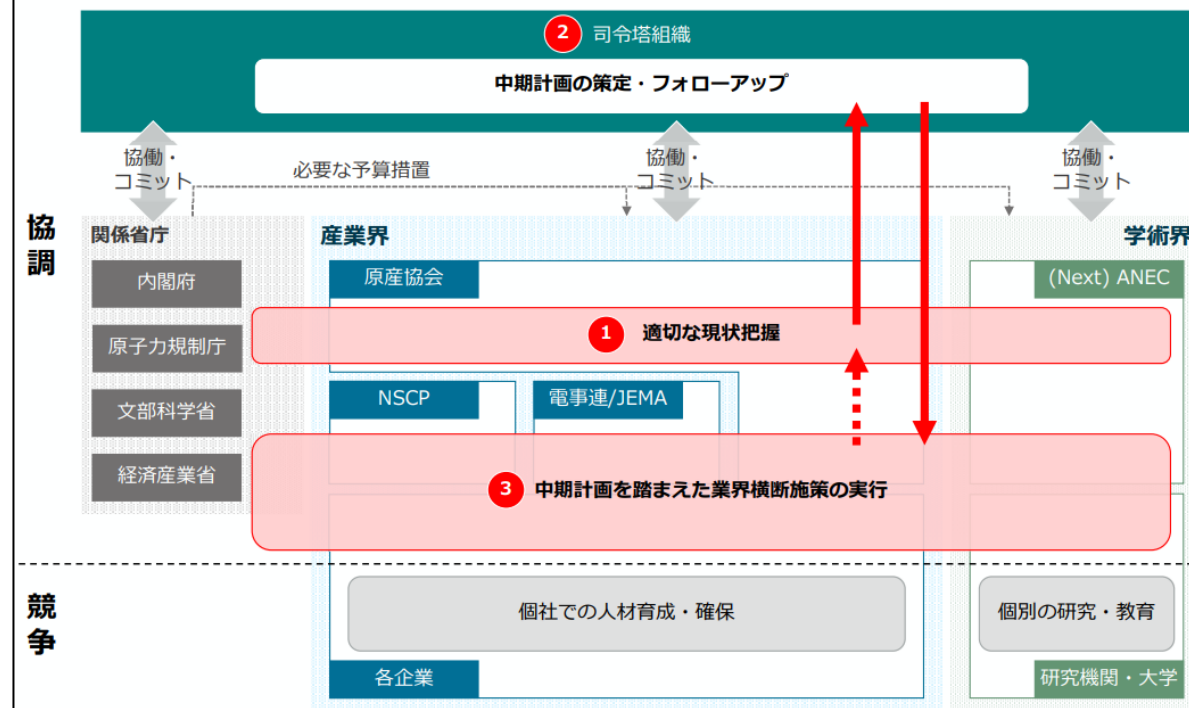 2 司令塔組織
中期計画の策定・フォローアップ
協働・
コミット
必要な予算措置
協働・
コミット
協働・
コミット
協
調
関係省庁
産業界
学術界
内閣府
原産協会
(Next) ANEC
1 適切な現状把握
原子力規制庁
NSCP
電事連/JEMA
文部科学省
経済産業省
3 中期計画を踏まえた業界横断施策の実行
競
争
個社での人材育成・確保
個別の研究・教育
各企業
研究機関・大学